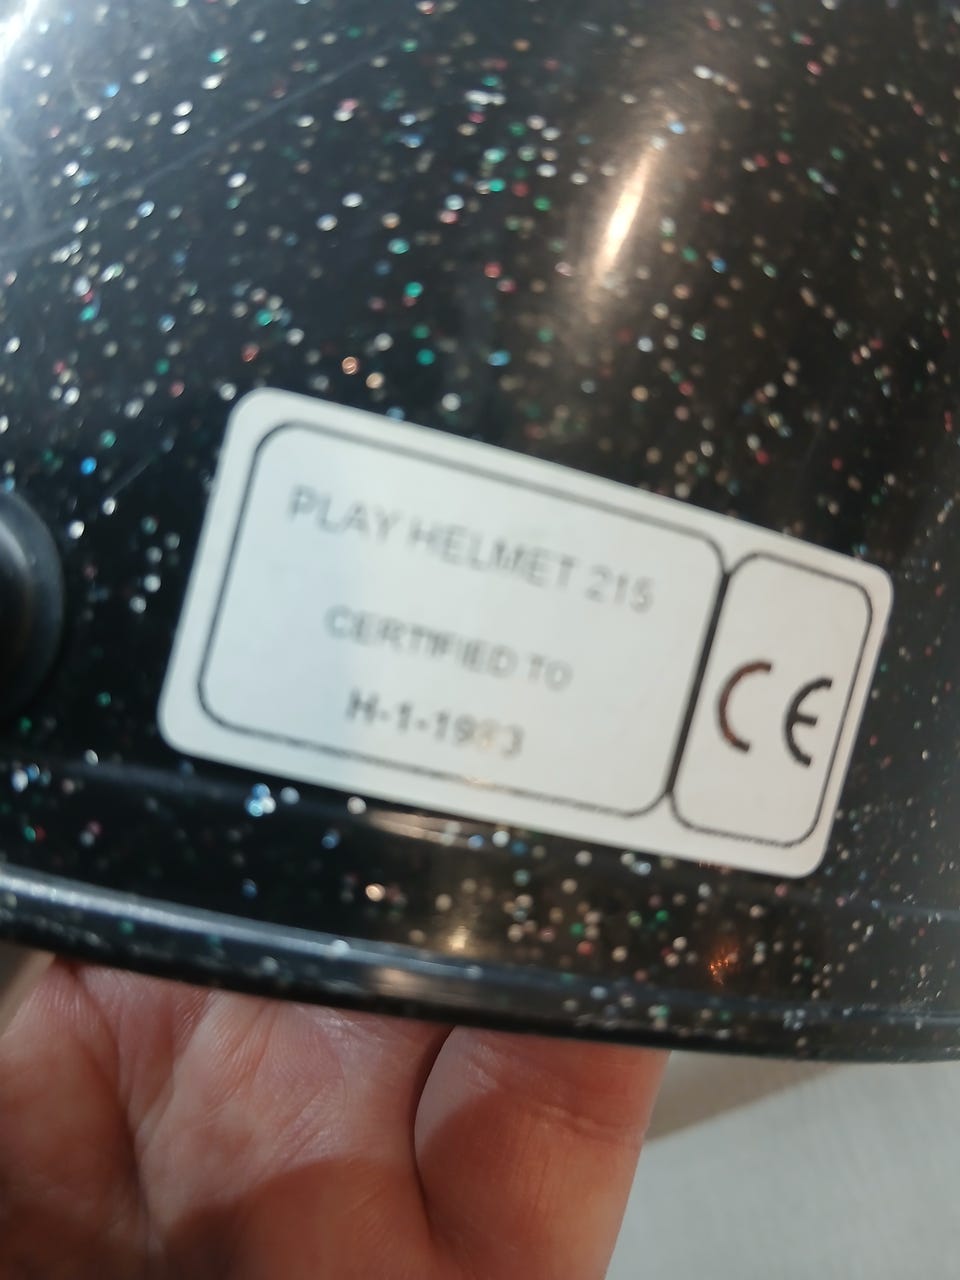 PLAY HELMET 215
CERTIFIED TO
CE